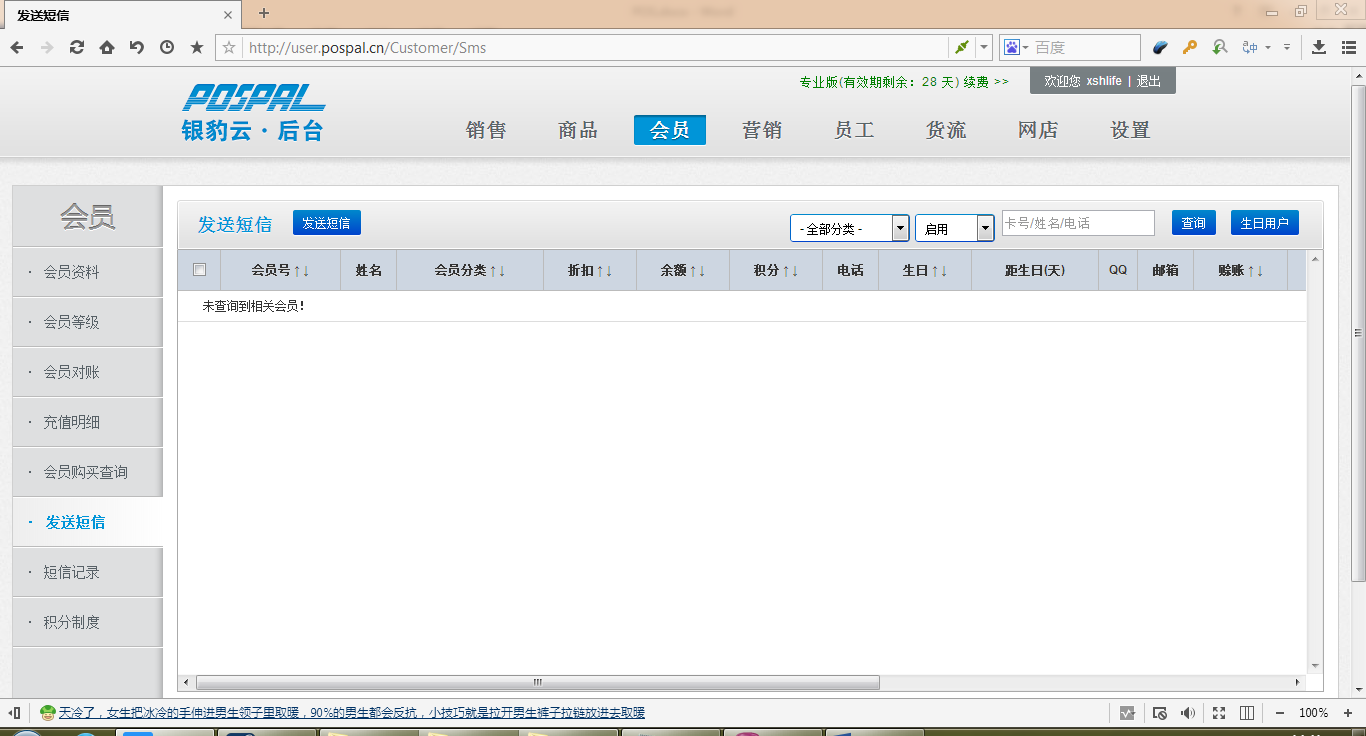 发送短信
http://user.pospal.cn/Customer/Sms
百度
专业版(有效期剩余：28 天) 续费 >>
欢迎您 xshlife | 退出
POSPAL
银豹云·后台
销售 商品 会员 营销 员工 货流 网店 设置
会员
· 会员资料
· 会员等级
· 会员对账
· 充值明细
· 会员购买查询
· 发送短信
· 短信记录
· 积分制度
发送短信 发送短信 - 全部分类 - 启用 卡号/姓名/电话 查询 生日用户
会员号↑↓ 姓名 会员分类↑↓ 折扣↑↓ 余额↑↓ 积分↑↓ 电话 生日↑↓ 距生日(天) QQ 邮箱 赊账↑↓
未查询到相关会员！
天冷了，女生把冰冷的手伸进男生领子里取暖，90%的男生都会反抗，小技巧就是拉开男生裤子拉链放进去取暖
100%